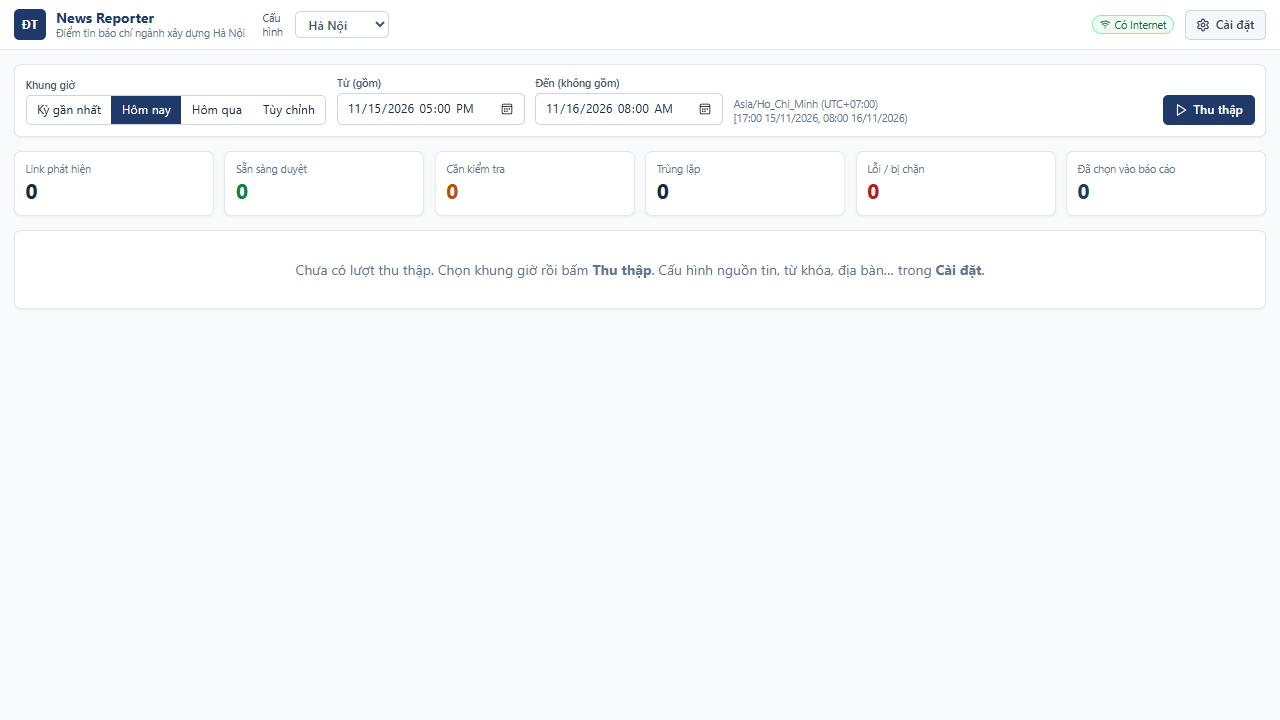 ĐT
News Reporter
Điểm tin báo chí ngành xây dựng Hà Nội
Cấu hình
Hà Nội
Có Internet
Cài đặt
Khung giờ
Kỳ gần nhất
Hôm nay
Hôm qua
Tùy chỉnh
Từ (gồm)
11/15/2026 05:00 PM
Đến (không gồm)
11/16/2026 08:00 AM
Asia/Ho_Chi_Minh (UTC+07:00)
[17:00 15/11/2026, 08:00 16/11/2026)
Thu thập
Link phát hiện
0
Sẵn sàng duyệt
0
Cần kiểm tra
0
Trùng lặp
0
Lỗi / bị chặn
0
Đã chọn vào báo cáo
0
Chưa có lượt thu thập. Chọn khung giờ rồi bấm Thu thập. Cấu hình nguồn tin, từ khóa, địa bàn... trong Cài đặt.